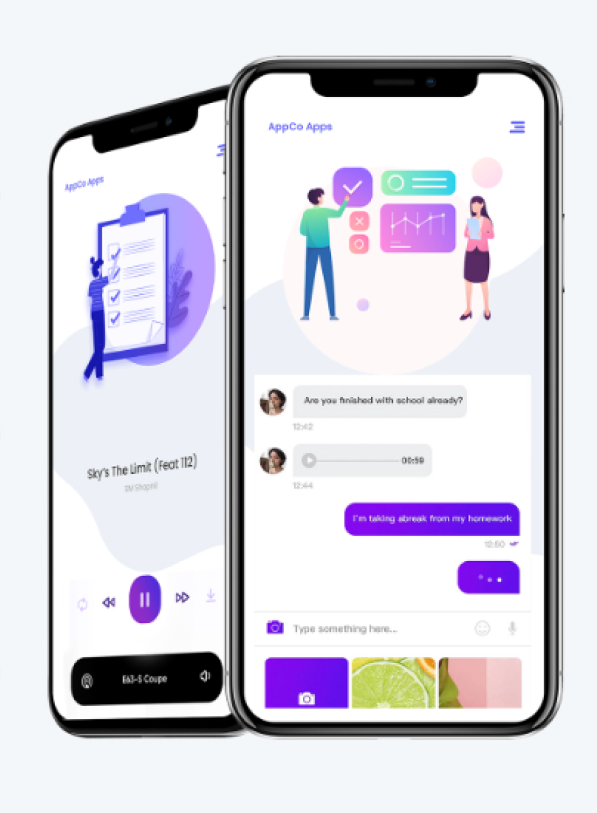 AppCo Apps
Sky's The Limit (Feat 112)
E63-S Coupe
AppCo Apps
Are you finished with school already?
12:42
00:59
12:44
I'm taking abreak from my homework
12:50
Type something here...